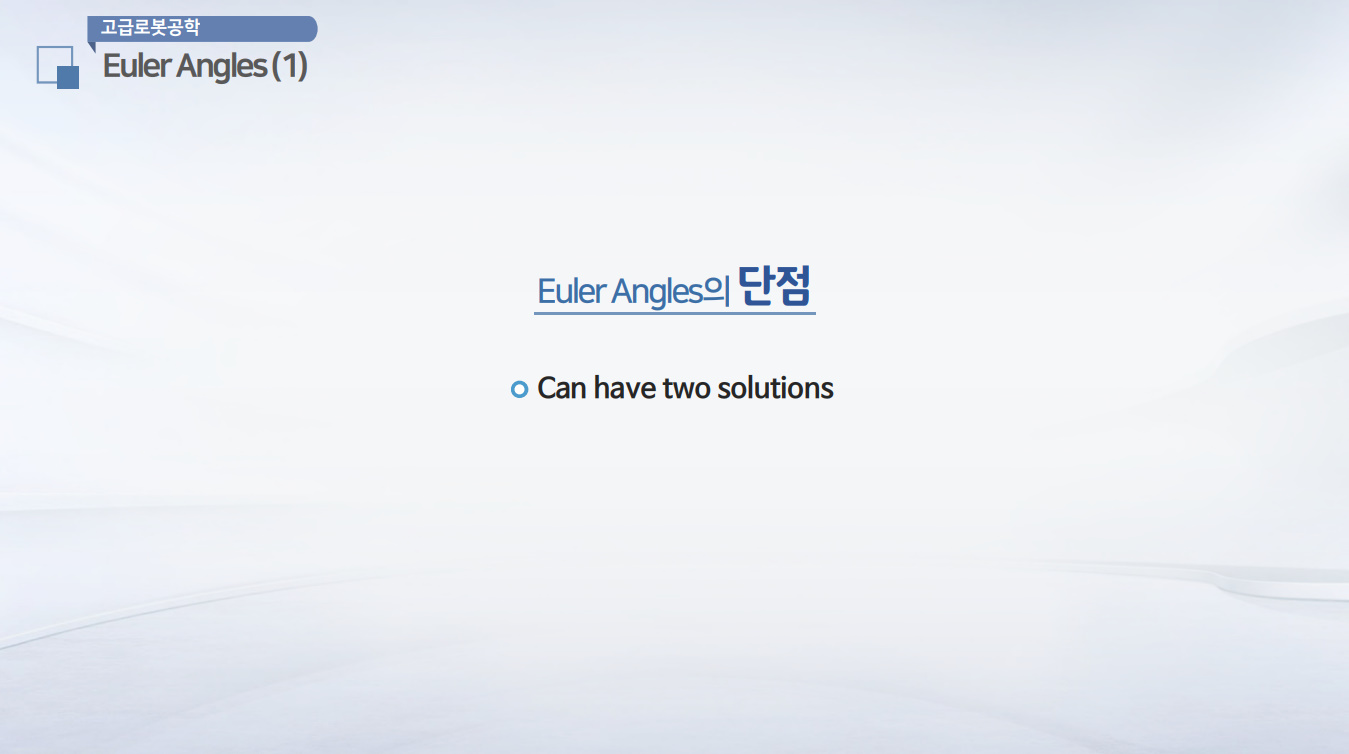 고급로봇공학
Euler Angles (1)
Euler Angles의 단점
Can have two solutions